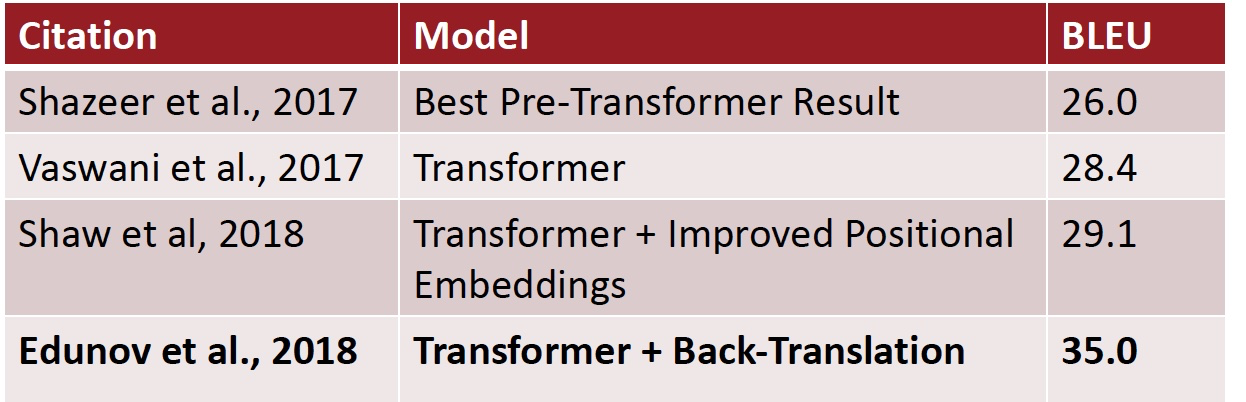 Citation Model BLEU
Shazeer et al., 2017 Best Pre-Transformer Result 26.0
Vaswani et al., 2017 Transformer 28.4
Shaw et al, 2018 Transformer + Improved Positional 29.1
Embeddings
Edunov et al., 2018 Transformer + Back-Translation 35.0